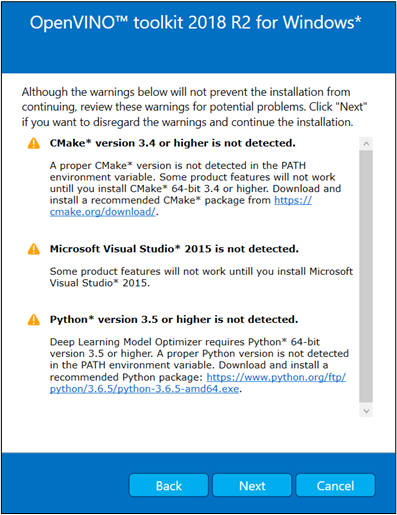 OpenVINO™ toolkit 2018 R2 for Windows*
Although the warnings below will not prevent the installation from
continuing, review these warnings for potential problems. Click "Next"
if you want to disregard the warnings and continue the installation.
CMake* version 3.4 or higher is not detected.
A proper CMake* version is not detected in the PATH
environment variable. Some product features will not work
untill you install CMake* 64-bit 3.4 or higher. Download and
install a recommended CMake* package from https://
cmake.org/download/.
Microsoft Visual Studio* 2015 is not detected.
Some product features will not work untill you install Microsoft
Visual Studio* 2015.
Python* version 3.5 or higher is not detected.
Deep Learning Model Optimizer requires Python* 64-bit
version 3.5 or higher. A proper Python version is not detected
in the PATH environment variable. Download and install a
recommended Python package: https://www.python.org/ftp/
python/3.6.5/python-3.6.5-amd64.exe.
Back
Next
Cancel